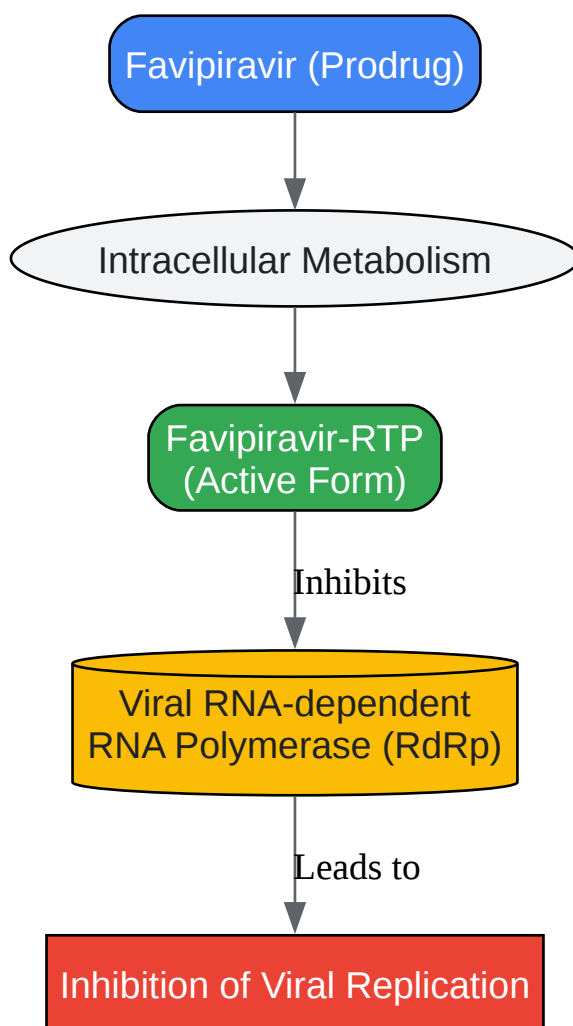 Favipiravir (Prodrug)
Intracellular Metabolism
Favipiravir-RTP
(Active Form)
Inhibits
Viral RNA-dependent
RNA Polymerase (RdRp)
Leads to
Inhibition of Viral Replication